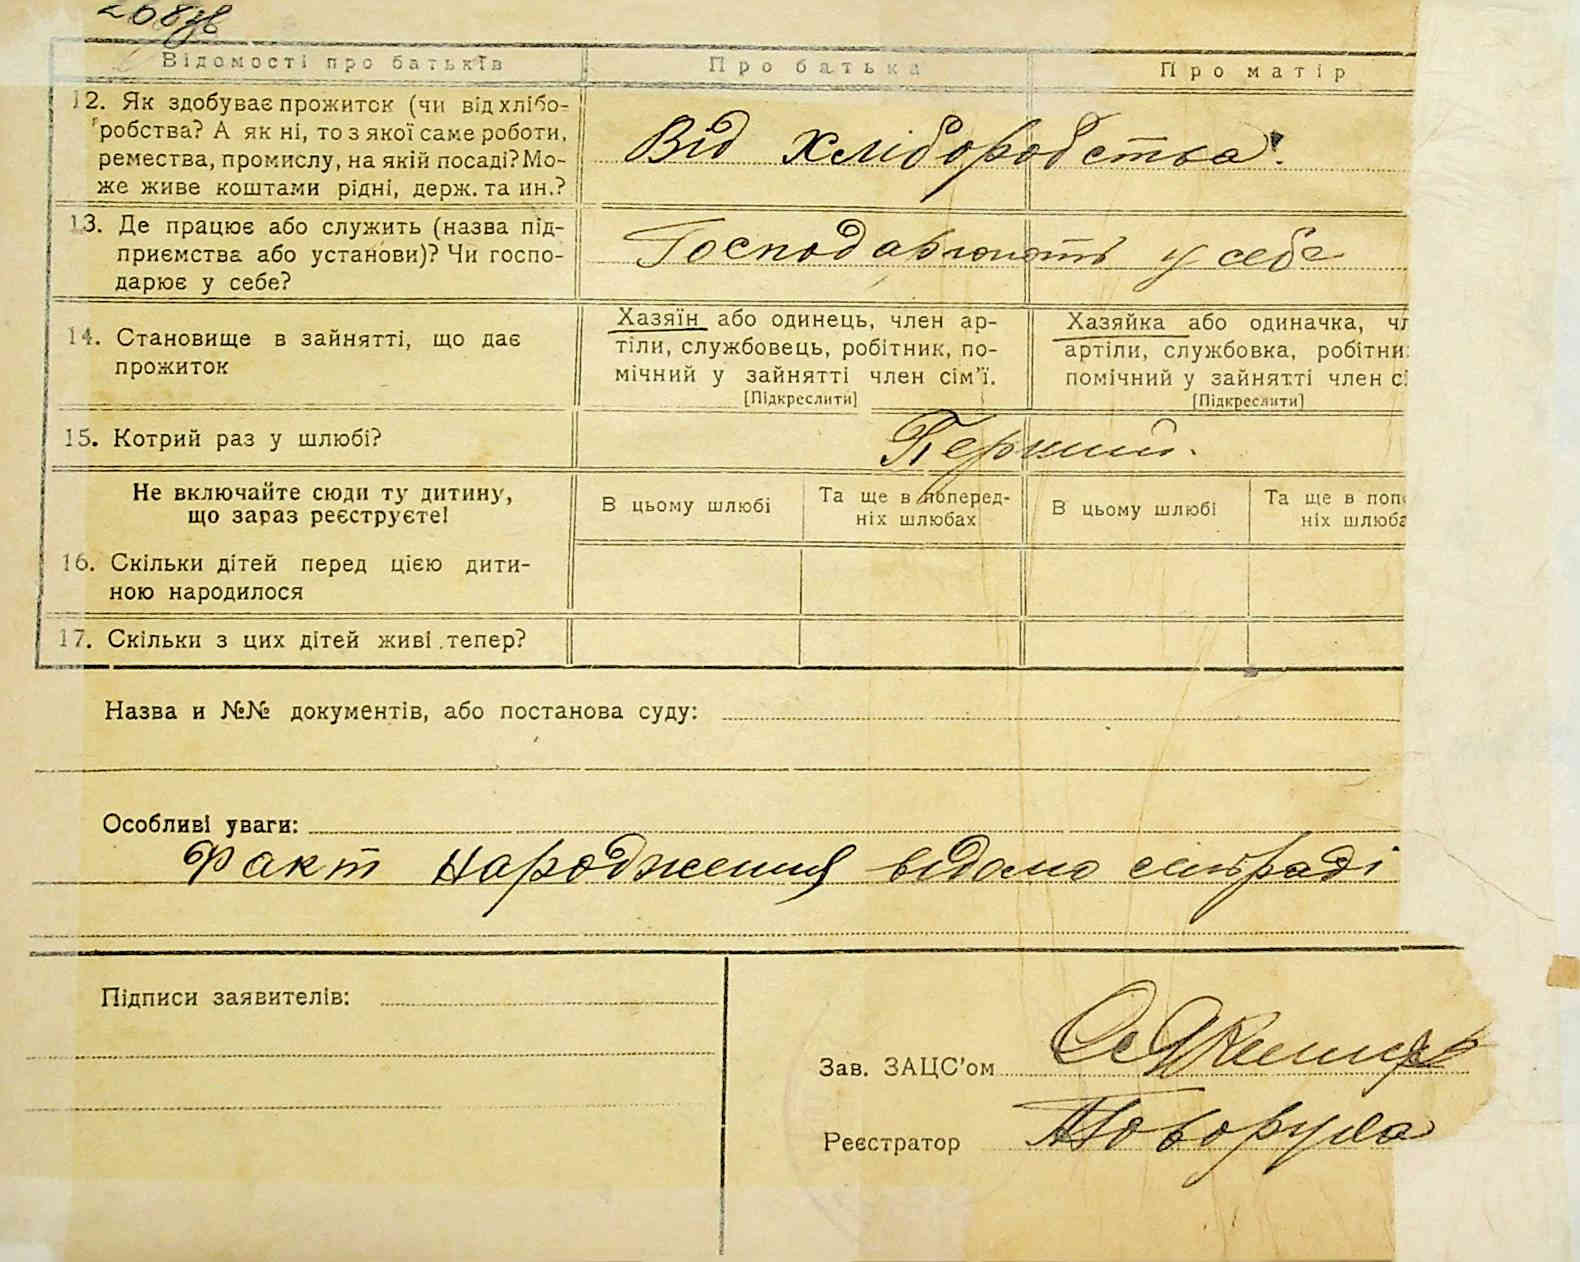 268зв
Відомості про батьків Про батька Про матір
12. Як здобуває прожиток (чи від хлібо-
робства? А як ні, то з якої саме роботи,
ремества, промислу, на якій посаді? Мо-
же живе коштами рідні, держ. та ин.?
Від хліборобства
13. Де працює або служить (назва під-
приємства або установи)? Чи госпо-
дарює у себе?
Господарюють у себе
14. Становище в зайнятті, що дає
прожиток
Хазяїн або одинець, член ар-
тіли, службовець, робітник, по-
мічний у зайнятті член сім'ї.
[Підкреслити]
Хазяйка або одиначка, чл
артіли, службовка, робітни
помічний у зайнятті член сі
[Підкреслити]
15. Котрий раз у шлюбі?
Перший.
Не включайте сюди ту дитину,
що зараз реєструєте!
В цьому шлюбі
Та ще в поперед-
ніх шлюбах
В цьому шлюбі
Та ще в попе
ніх шлюба
16. Скільки дітей перед цією дити-
ною народилося
17. Скільки з цих дітей живі тепер?
Назва и №№ документів, або постанова суду:
Особливі уваги:
Факт народження відомо сільраді
Підписи заявителів:
Зав. ЗАЦС'ом
Реєстратор